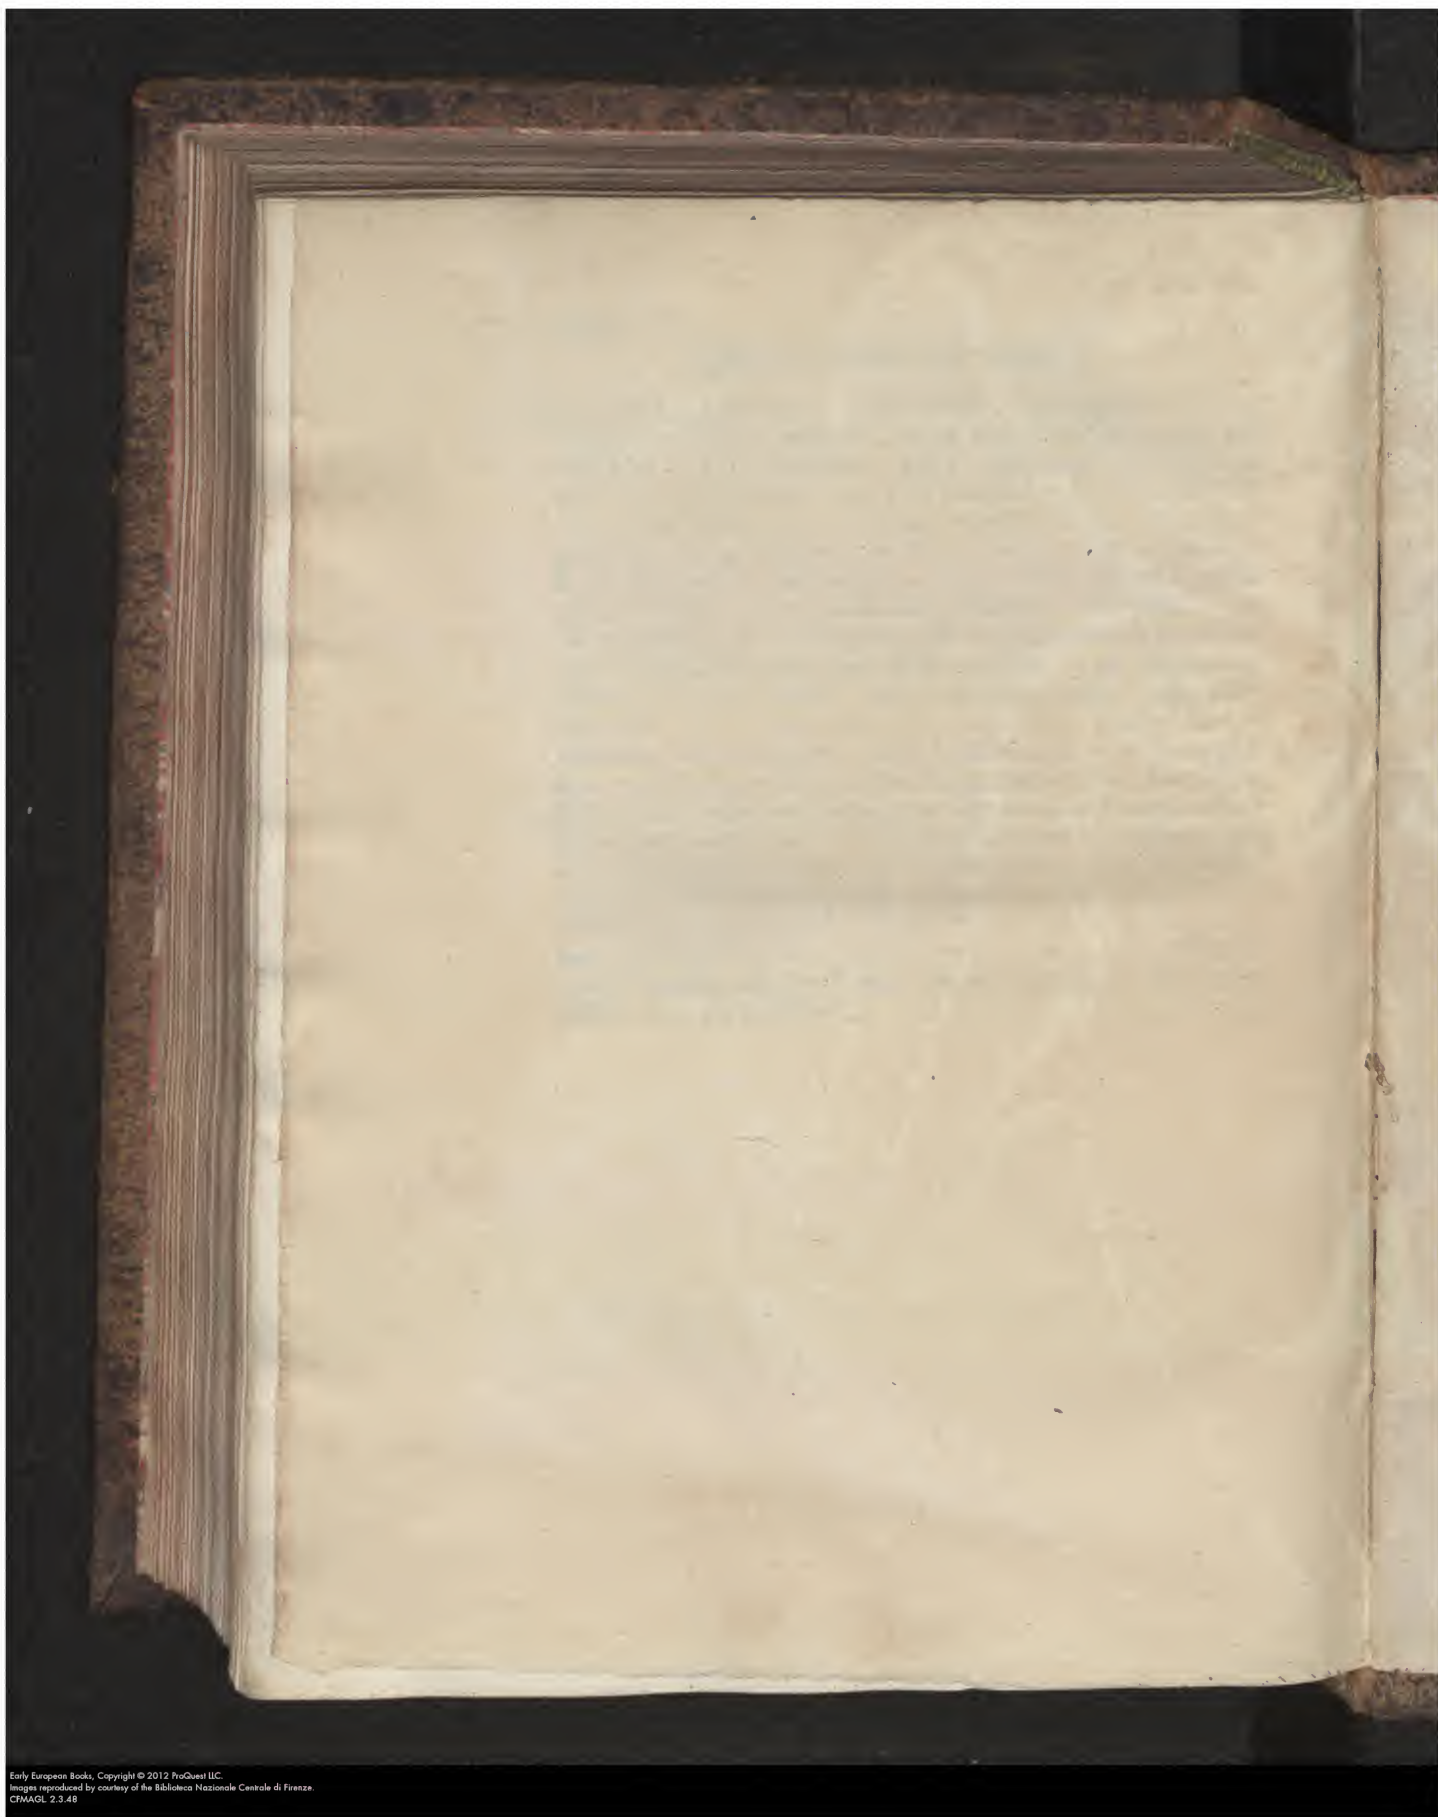 Early European Books, Copyright © 2012 ProQuest LLC.
Images reproduced by courtesy of the Biblioteca Nazionale Centrale di Firenze.
CFMAGL 2.3.48